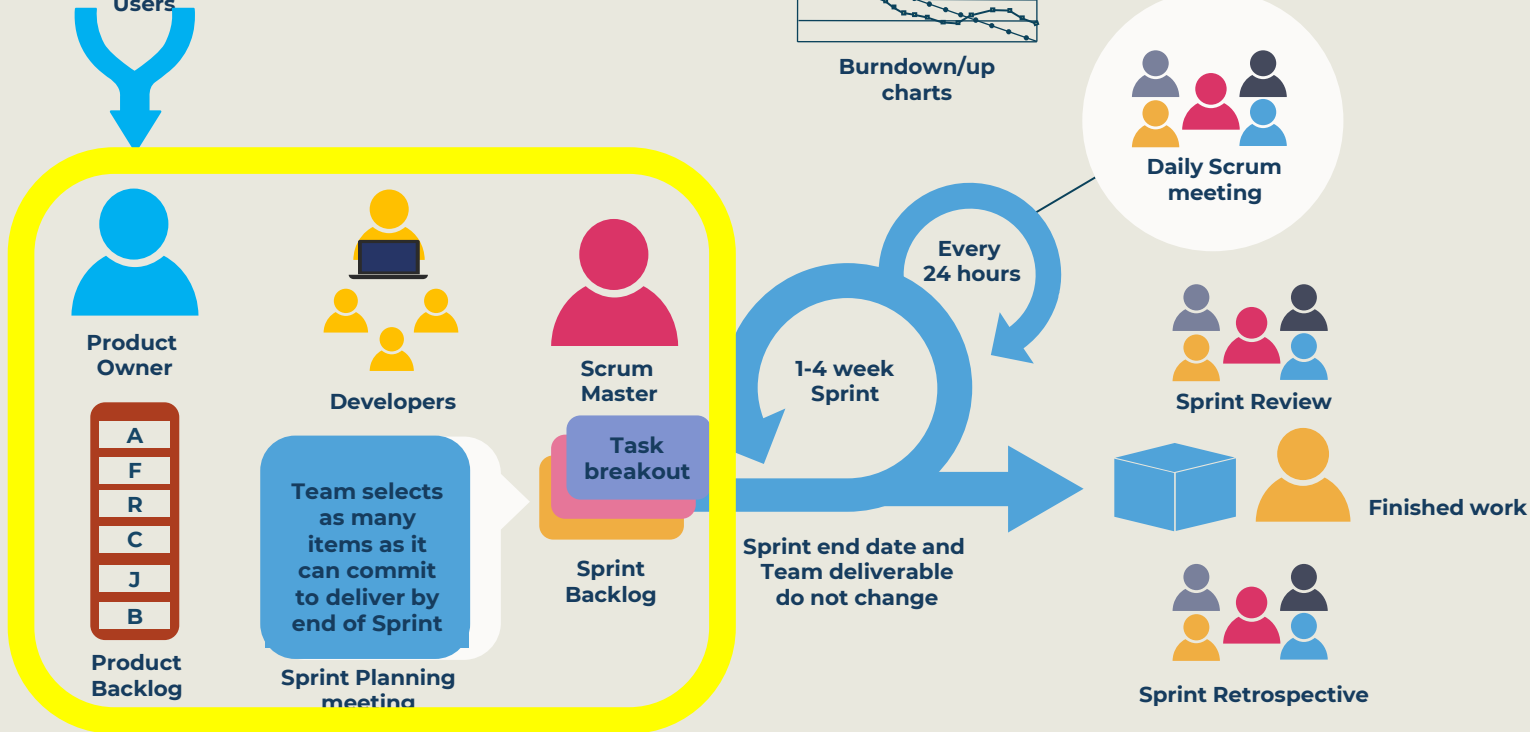 Users
Burndown/up
charts
Daily Scrum
meeting
Every
24 hours
Product
Owner
Developers
Scrum
Master
1-4 week
Sprint
Sprint Review
A
F
R
C
J
B
Team selects
as many
items as it
can commit
to deliver by
end of Sprint
Task
breakout
Finished work
Sprint
Backlog
Sprint end date and
Team deliverable
do not change
Product
Backlog
Sprint Planning
meeting
Sprint Retrospective